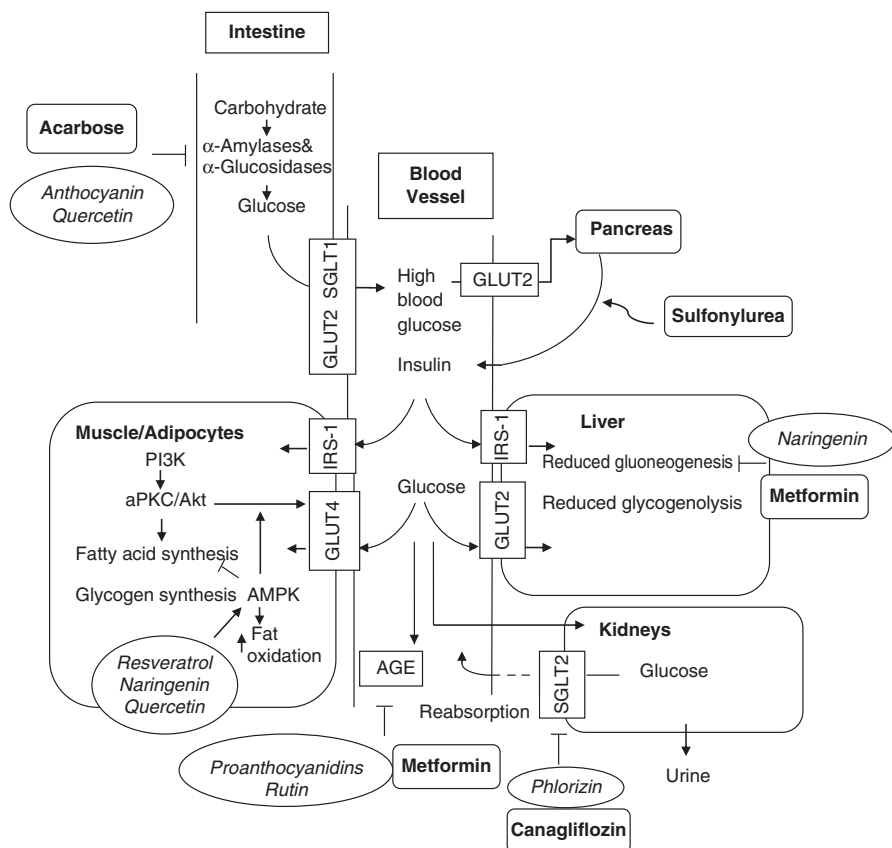 Intestine
Carbohydrate
α-Amylases&
α-Glucosidases
Glucose
Acarbose
Anthocyanin
Quercetin
Blood
Vessel
GLUT2 SGLT1
High
blood
glucose
GLUT2
Pancreas
Sulfonylurea
Insulin
Muscle/Adipocytes
PI3K
aPKC/Akt
Fatty acid synthesis
Glycogen synthesis
AMPK
Fat
oxidation
Resveratrol
Naringenin
Quercetin
IRS-1
GLUT4
Glucose
IRS-1
GLUT2
Liver
Reduced gluoneogenesis
Reduced glycogenolysis
Naringenin
Metformin
AGE
Proanthocyanidins
Rutin
Metformin
Kidneys
SGLT2
Glucose
Reabsorption
Urine
Phlorizin
Canagliflozin